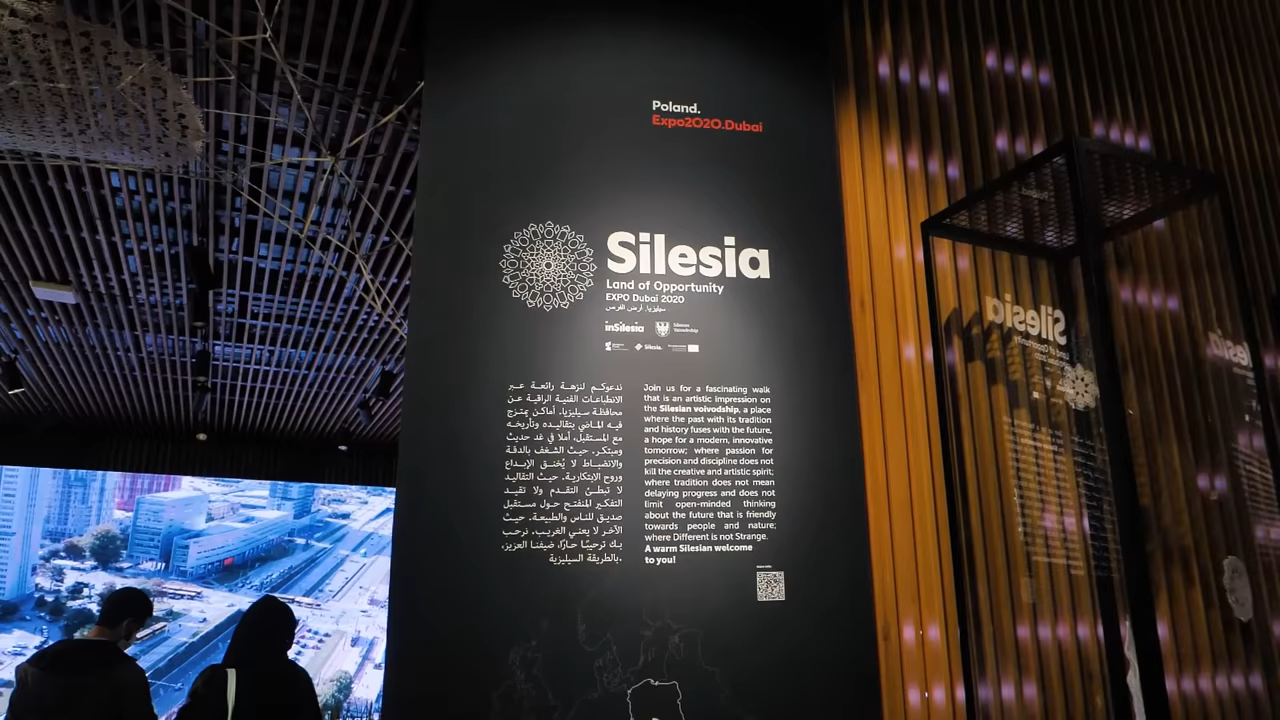 Poland.
Expo2020.Dubai
Silesia
Land of Opportunity
EXPO Dubai 2020
سيليزيا. أرض الفرص
inSilesia
Silesian
Voivodeship
Silesia.
ندعوكم لنزهة رائعة عبر
الانطباعات الفنية الراقية عن
محافظة سيليزيا. أماكن يمتزج
فيه الماضي بتقاليده وتأريخه
مع المستقبل، أملا في غد حديث
ومبتكر. حيث الشغف بالدقة
والانضباط لا يُخنق الإبداع
وروح الابتكارية. حيث التقاليد
لا تبطئ التقدم ولا تقيد
التفكير المنفتح حول مستقبل
صديق للناس والطبيعة. حيث
الآخر لا يعني الغريب. نرحب
بك ترحيبًا حارًا، ضيفنا العزيز،
بالطريقة السيليزية.
Join us for a fascinating walk
that is an artistic impression on
the Silesian voivodship, a place
where the past with its tradition
and history fuses with the future,
a hope for a modern, innovative
tomorrow; where passion for
precision and discipline does not
kill the creative and artistic spirit;
where tradition does not mean
delaying progress and does not
limit open-minded thinking
about the future that is friendly
towards people and nature;
where Different is not Strange.
A warm Silesian welcome
to you!
Silesia
Land of Opportunity